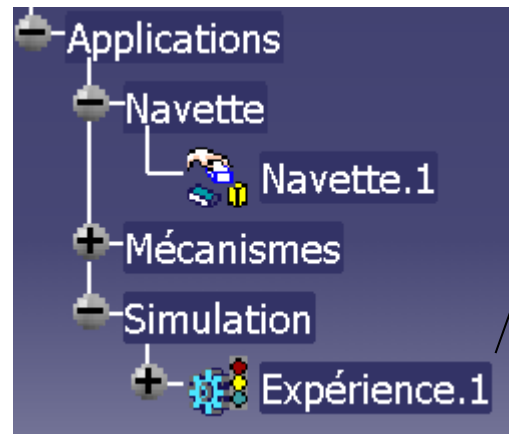 Applications
Navette
Navette.1
Mécanismes
Simulation
Expérience.1